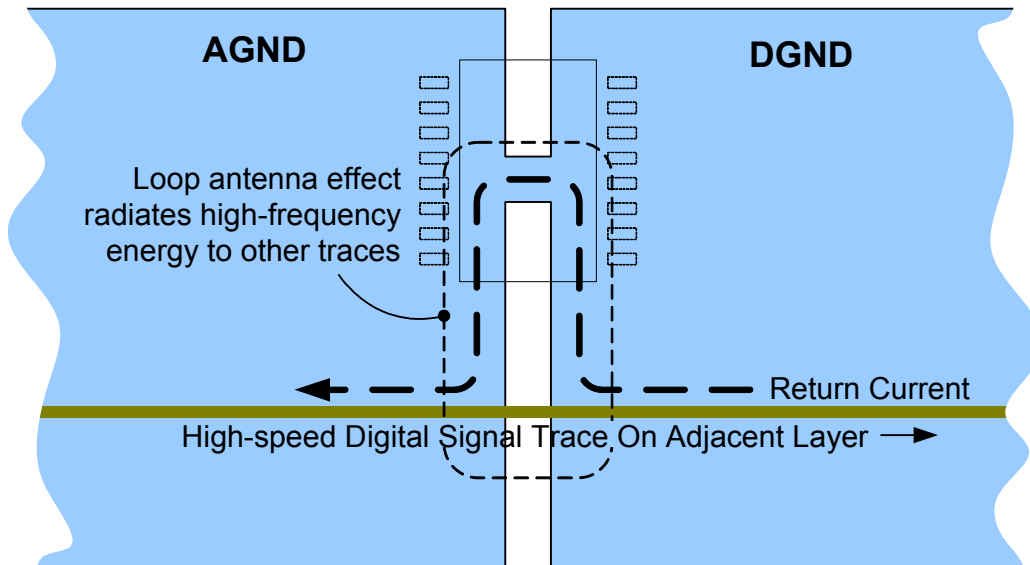 AGND
DGND
Loop antenna effect
radiates high-frequency
energy to other traces
Return Current
High-speed Digital Signal Trace On Adjacent Layer